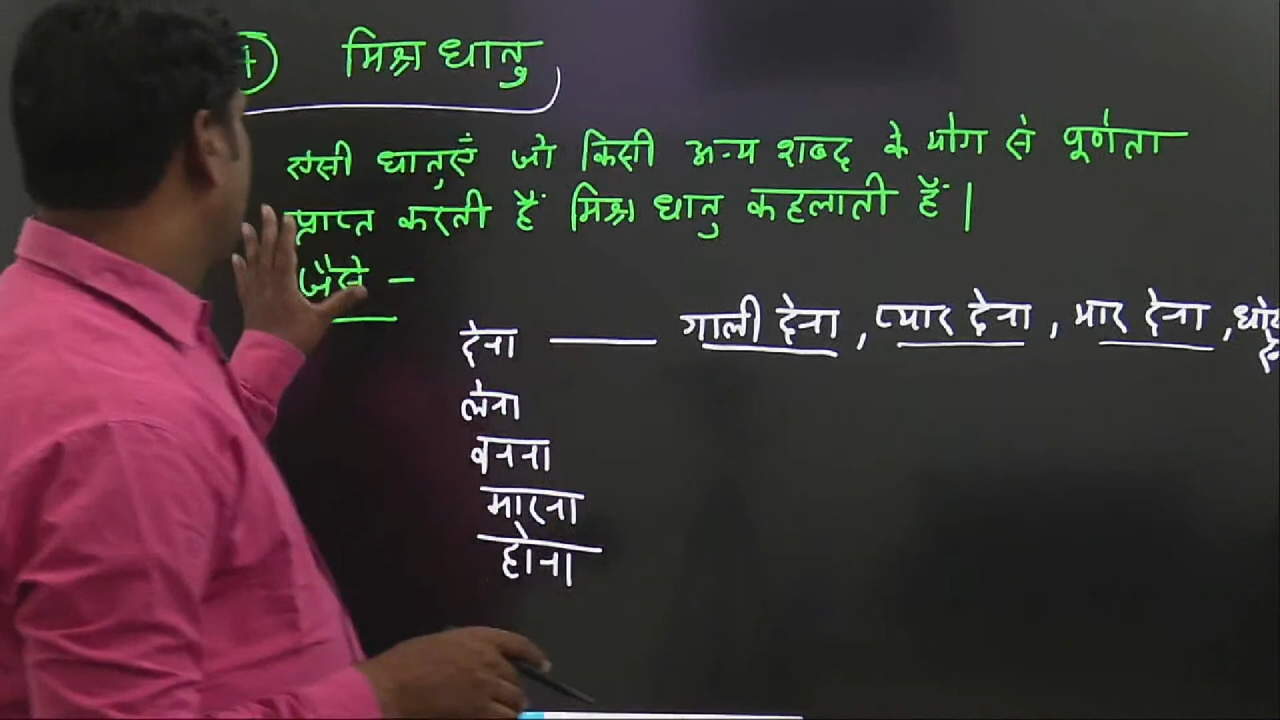 मिश्र धातु
ऐसी धातुएँ जो किसी अन्य शब्द के योग से पूर्णता
प्राप्त करती हैं मिश्र धातु कहलाती हैं |
जैसे -
देना —— गाली देना , प्यार देना , मार देना ,
लेना
बनना
मारना
होना